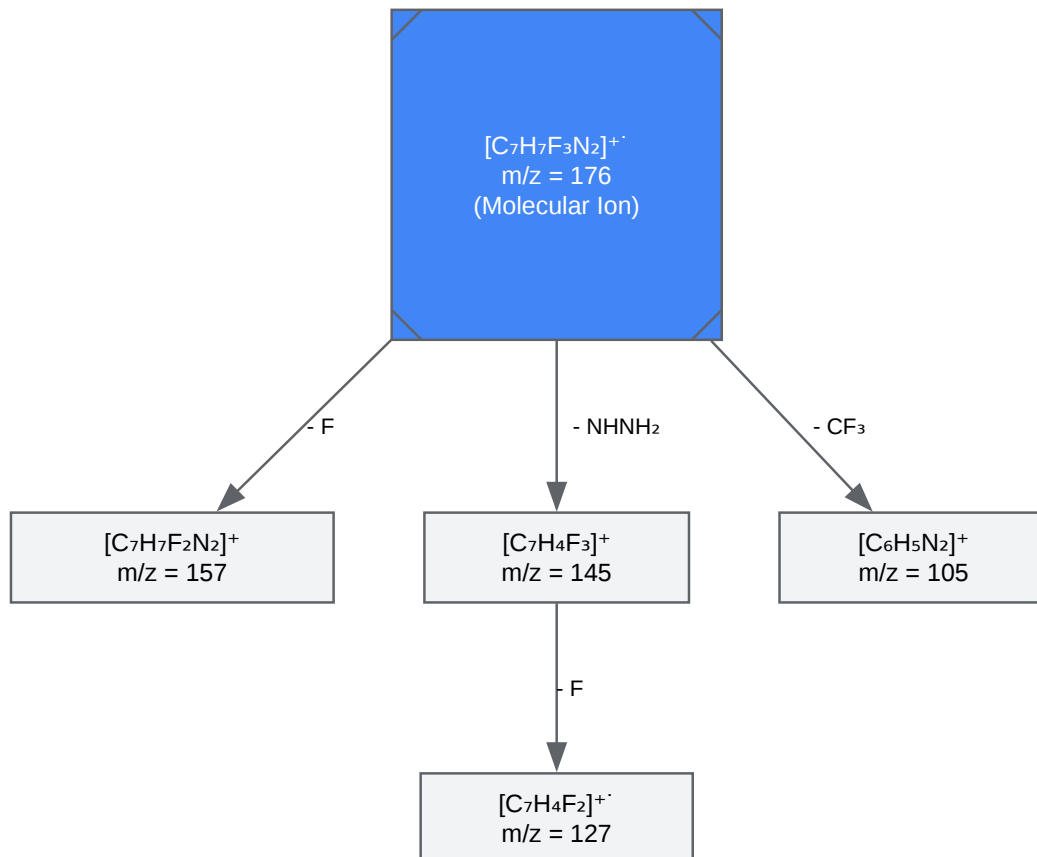 [C₇H₇F₃N₂]⁺˙
m/z = 176
(Molecular Ion)
- F
- NHNH₂
- CF₃
[C₇H₇F₂N₂]⁺
m/z = 157
[C₇H₄F₃]⁺
m/z = 145
[C₆H₅N₂]⁺
m/z = 105
- F
[C₇H₄F₂]⁺˙
m/z = 127